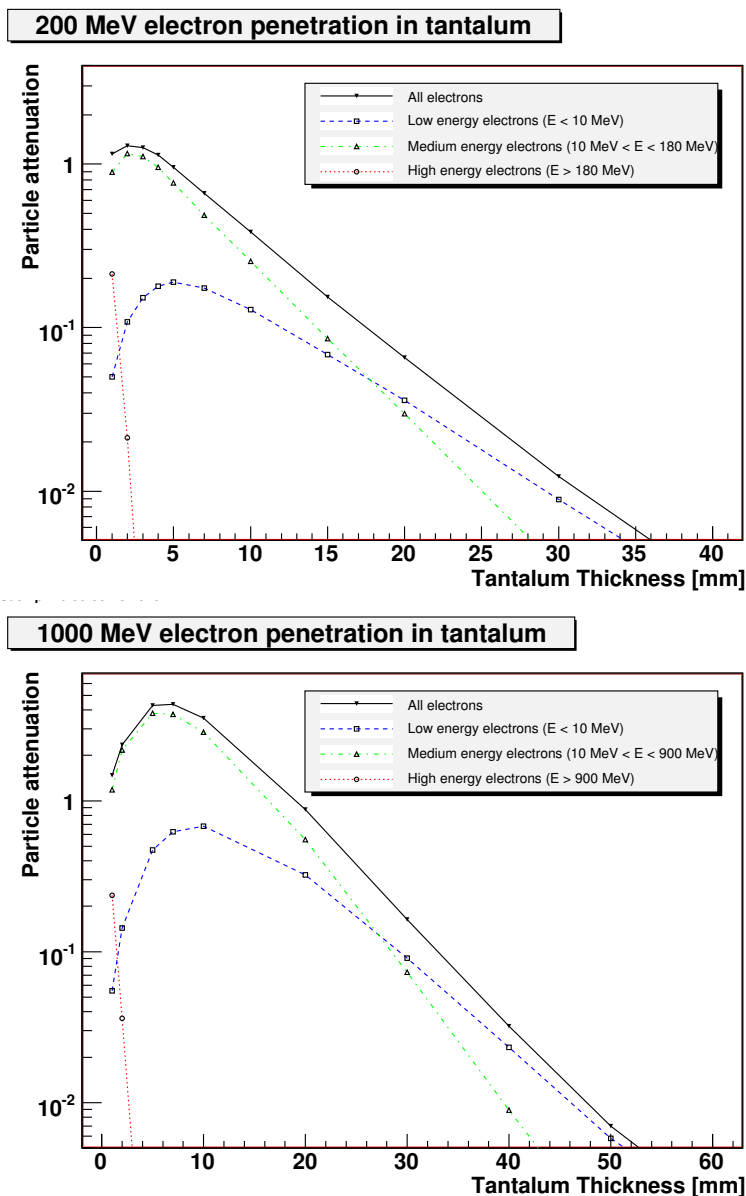 200 MeV electron penetration in tantalum
Particle attenuation
All electrons
Low energy electrons (E < 10 MeV)
Medium energy electrons (10 MeV < E < 180 MeV)
High energy electrons (E > 180 MeV)
1
10⁻¹
10⁻²
0 5 10 15 20 25 30 35 40
Tantalum Thickness [mm]
1000 MeV electron penetration in tantalum
Particle attenuation
All electrons
Low energy electrons (E < 10 MeV)
Medium energy electrons (10 MeV < E < 900 MeV)
High energy electrons (E > 900 MeV)
1
10⁻¹
10⁻²
0 10 20 30 40 50 60
Tantalum Thickness [mm]